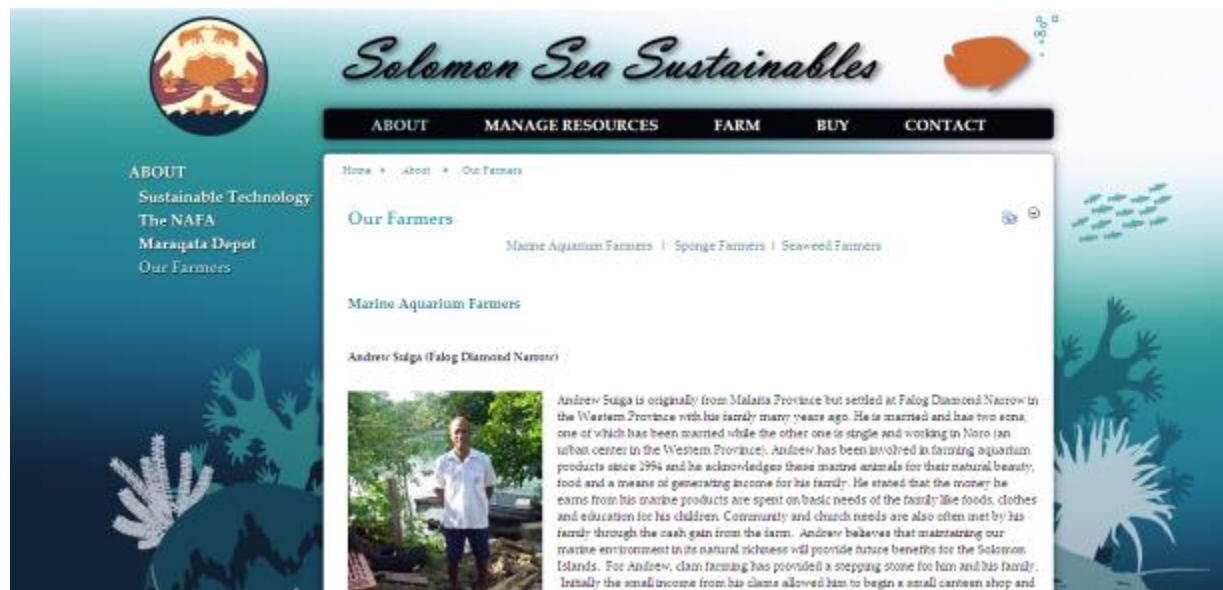 Solomon Sea Sustainables
ABOUT MANAGE RESOURCES FARM BUY CONTACT
ABOUT
Sustainable Technology
The NAFA
Maraqata Depot
Our Farmers
Home About Our Farmers
Our Farmers
Marine Aquarium Farmers | Sponge Farmers | Seaweed Farmers
Marine Aquarium Farmers
Andrew Suiga (Falog Diamond Narrow)
Andrew Suiga is originally from Malaita Province but settled at Falog Diamond Narrow in
the Western Province with his family many years ago. He is married and has two sons,
one of which has been married while the other one is single and working in Noro (an
urban center in the Western Province). Andrew has been involved in farming aquarium
products since 1994 and he acknowledges these marine animals for their natural beauty,
food and a means of generating income for his family. He stated that the money he
earns from his marine products are spent on basic needs of the family like foods, clothes
and education for his children. Community and church needs are also often met by his
family through the cash gain from the farm. Andrew believes that maintaining our
marine environment in its natural richness will provide future benefits for the Solomon
Islands. For Andrew, clam farming has provided a stepping stone for him and his family.
Initially the small income from his clams allowed him to begin a small canteen shop and